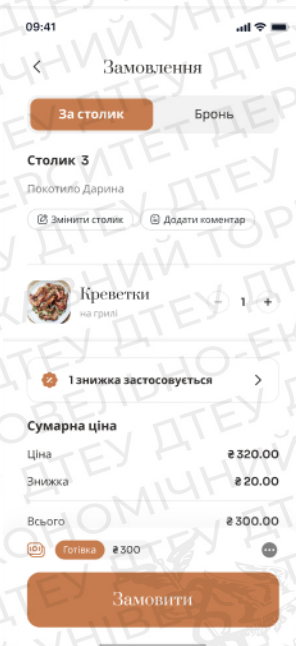 09:41
Замовлення
За столик Бронь
Столик 3
Покотило Дарина
Змінити столик Додати коментар
Креветки
на грилі
− 1 +
1 знижка застосовується
Сумарна ціна
Ціна ₴320.00
Знижка ₴20.00
Всього ₴300.00
Готівка ₴300
Замовити